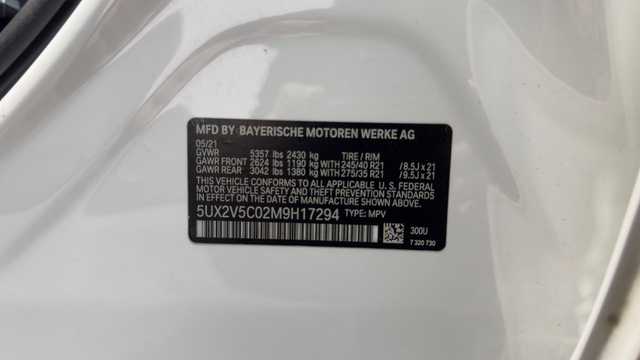 MFD BY BAYERISCHE MOTOREN WERKE AG
05/21
GVWR 5357 lbs 2430 kg TIRE / RIM
GAWR FRONT 2624 lbs 1190 kg WITH 245/40 R21 / 8.5J x 21
GAWR REAR 3042 lbs 1380 kg WITH 275/35 R21 / 9.5J x 21
THIS VEHICLE CONFORMS TO ALL APPLICABLE U. S. FEDERAL
MOTOR VEHICLE SAFETY AND THEFT PREVENTION STANDARDS
IN EFFECT ON THE DATE OF MANUFACTURE SHOWN ABOVE.
5UX2V5C02M9H17294 TYPE: MPV
300U
7 320 730